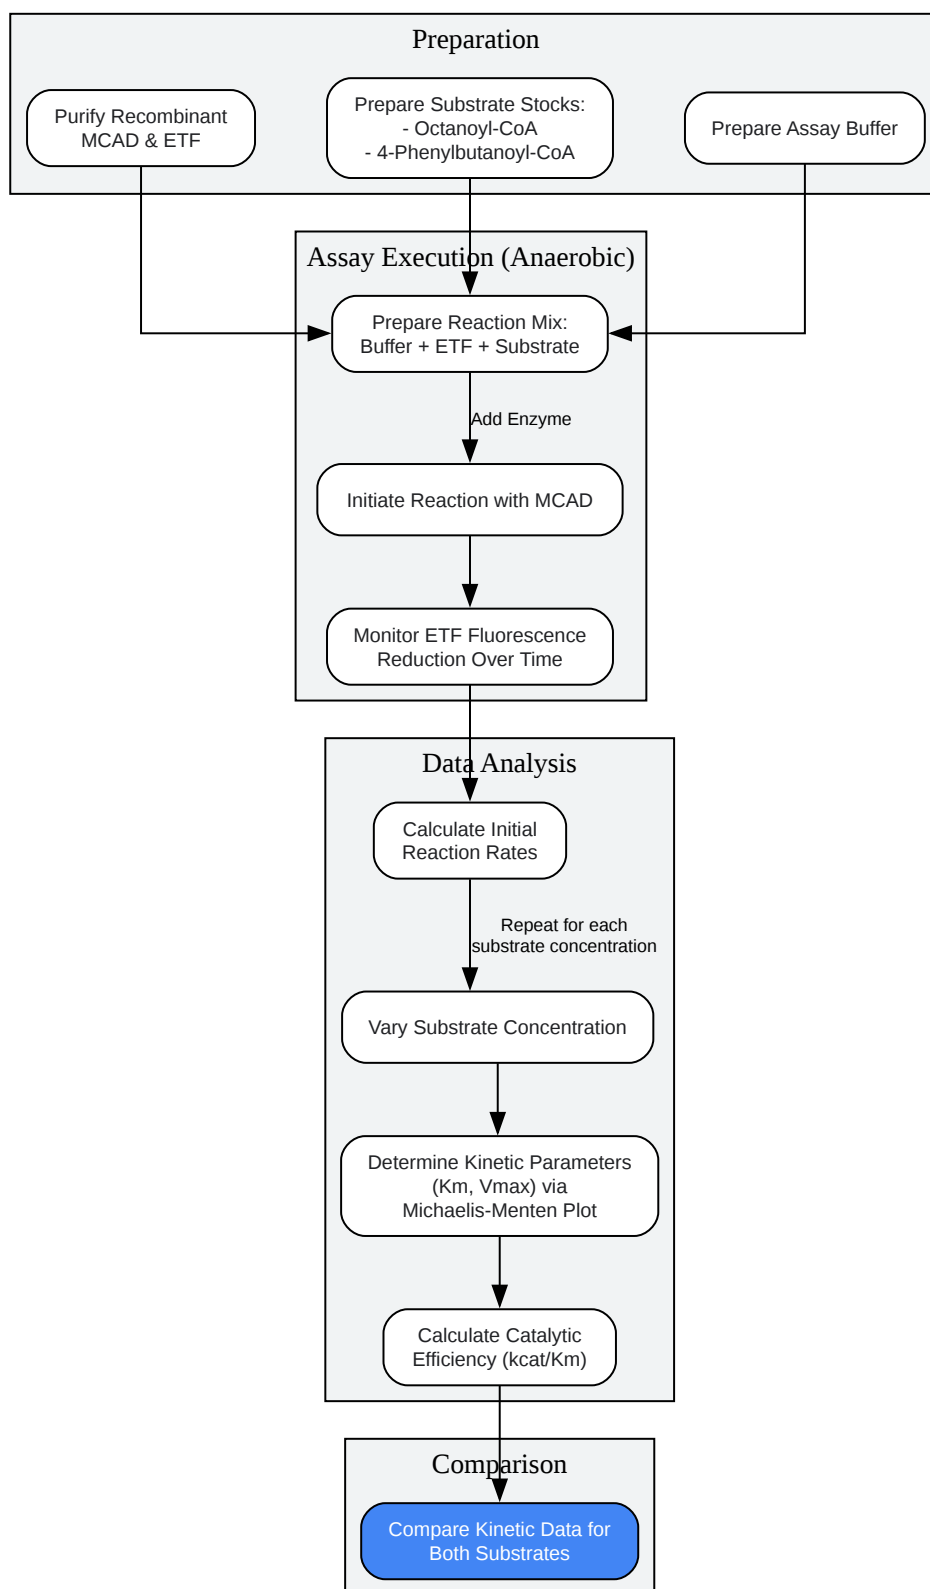 Preparation
Purify Recombinant
MCAD & ETF
Prepare Substrate Stocks:
- Octanoyl-CoA
- 4-Phenylbutanoyl-CoA
Prepare Assay Buffer
Assay Execution (Anaerobic)
Prepare Reaction Mix:
Buffer + ETF + Substrate
Add Enzyme
Initiate Reaction with MCAD
Monitor ETF Fluorescence
Reduction Over Time
Data Analysis
Calculate Initial
Reaction Rates
Repeat for each
substrate concentration
Vary Substrate Concentration
Determine Kinetic Parameters
(Km, Vmax) via
Michaelis-Menten Plot
Calculate Catalytic
Efficiency (kcat/Km)
Comparison
Compare Kinetic Data for
Both Substrates